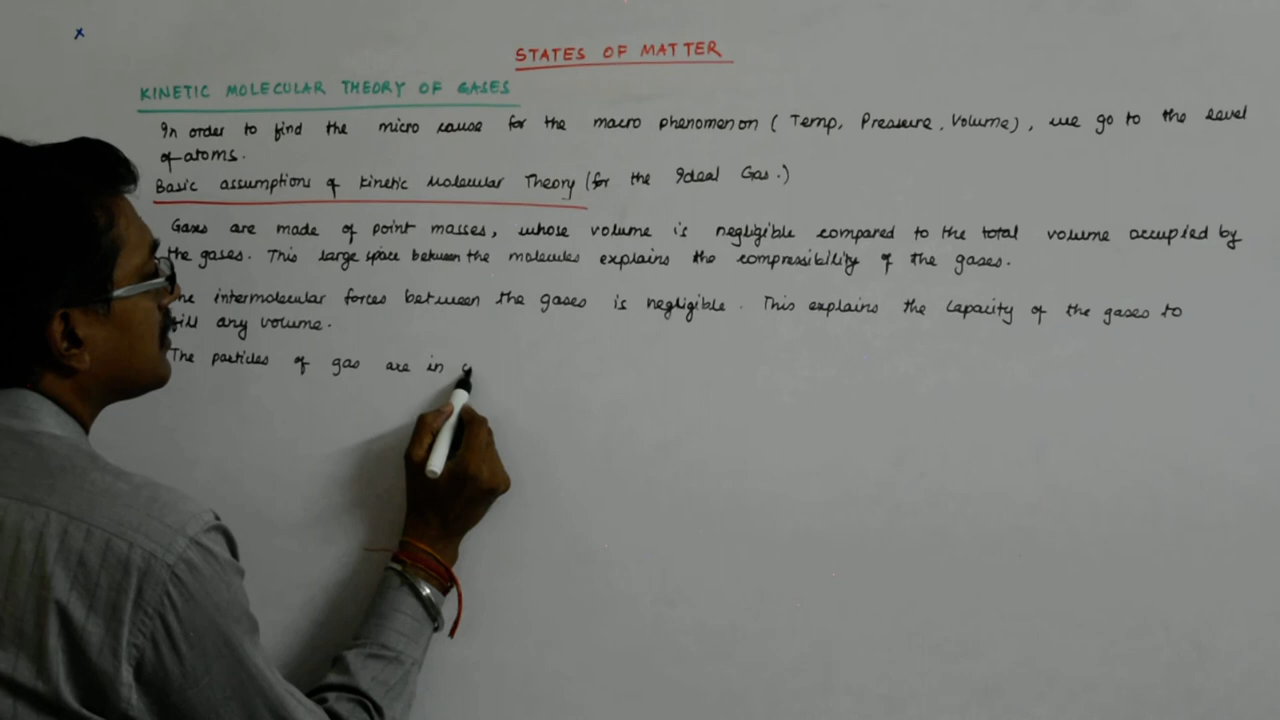 x
STATES OF MATTER
KINETIC MOLECULAR THEORY OF GASES
In order to find the micro cause for the macro phenomenon ( Temp, Pressure, Volume) , we go to the level
of atoms.
Basic assumptions of Kinetic Molecular Theory (for the Ideal Gas.)
Gases are made of point masses, whose volume is negligible compared to the total volume occupied by
the gases. This large space between the molecules explains the compressibility of the gases.
he intermolecular forces between the gases is negligible. This explains the capacity of the gases to
fill any volume.
The particles of gas are in